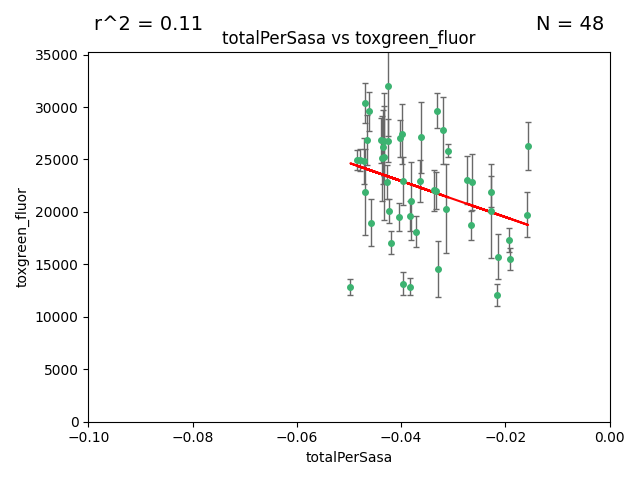 r^2 = 0.11
N = 48
totalPerSasa vs toxgreen_fluor
35000
30000
25000
20000
15000
10000
5000
0
toxgreen_fluor
−0.10
−0.08
−0.06
−0.04
−0.02
0.00
totalPerSasa